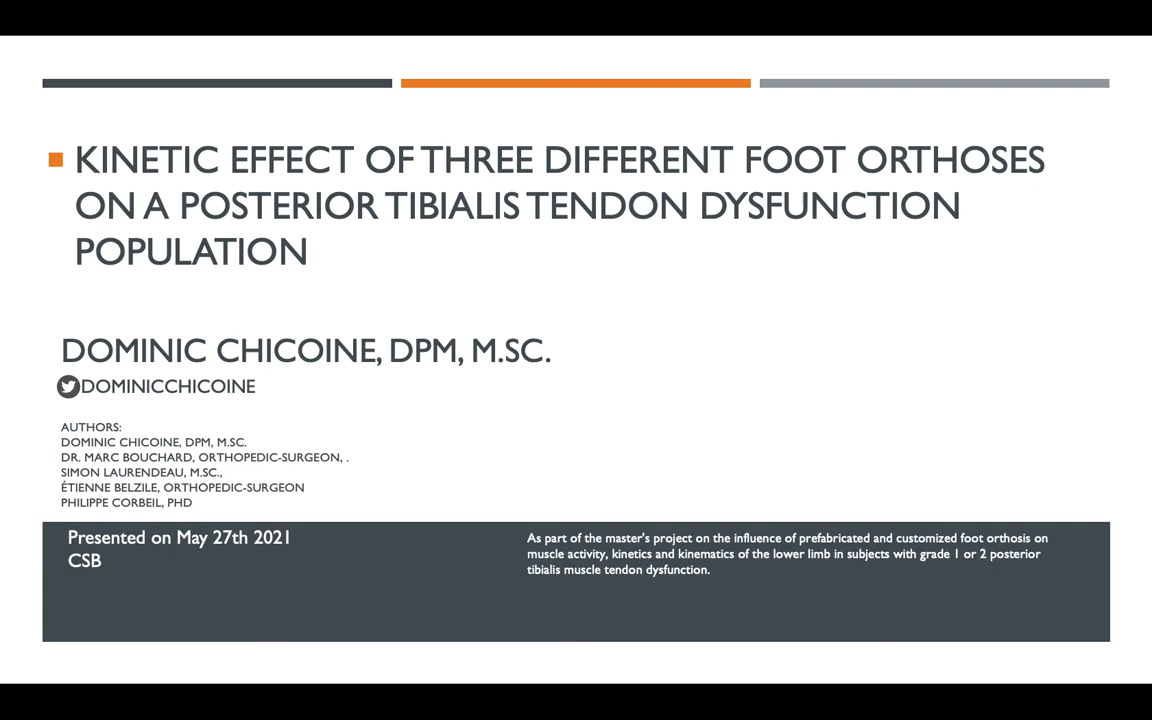 KINETIC EFFECT OF THREE DIFFERENT FOOT ORTHOSES
ON A POSTERIOR TIBIALIS TENDON DYSFUNCTION
POPULATION
DOMINIC CHICOINE, DPM, M.SC.
DOMINICCHICOINE
AUTHORS:
DOMINIC CHICOINE, DPM, M.SC.
DR. MARC BOUCHARD, ORTHOPEDIC-SURGEON, .
SIMON LAURENDEAU, M.SC.,
ÉTIENNE BELZILE, ORTHOPEDIC-SURGEON
PHILIPPE CORBEIL, PHD
Presented on May 27th 2021
CSB
As part of the master's project on the influence of prefabricated and customized foot orthosis on
muscle activity, kinetics and kinematics of the lower limb in subjects with grade 1 or 2 posterior
tibialis muscle tendon dysfunction.